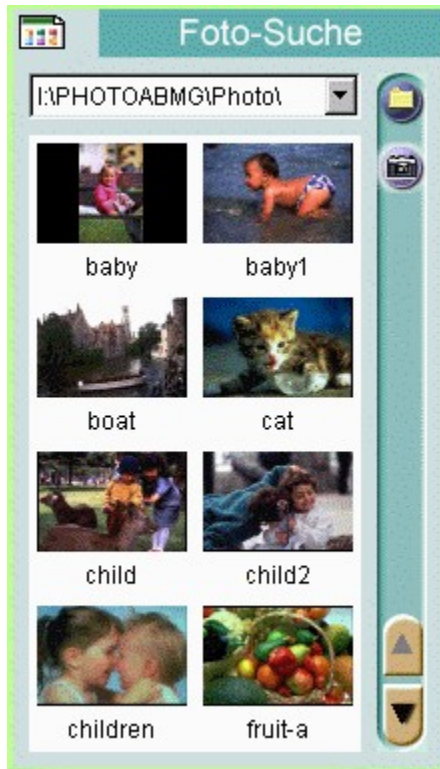 Foto-Suche
I:\PHOTOABMG\Photo\
baby
baby1
boat
cat
child
child2
children
fruit-a